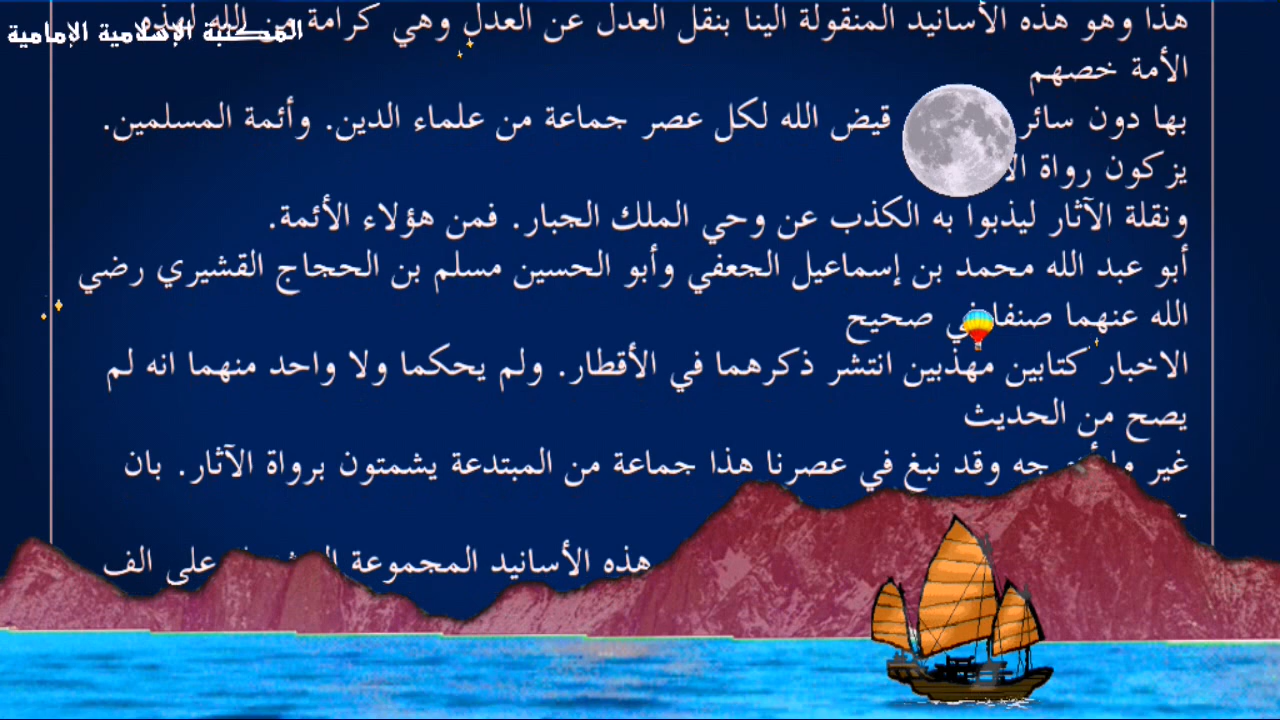 المكتبة الإسلامية الإمامية
هذا وهو هذه الأسانيد المنقولة الينا بنقل العدل عن العدل وهي كرامة من الله لهذه
الأمة خصهم
بها دون سائر قيض الله لكل عصر جماعة من علماء الدين. وأئمة المسلمين.
يزكون رواة
ونقلة الآثار ليذبوا به الكذب عن وحي الملك الجبار. فمن هؤلاء الأئمة.
أبو عبد الله محمد بن إسماعيل الجعفي وأبو الحسين مسلم بن الحجاج القشيري رضي
الله عنهما صنفا في صحيح
الاخبار كتابين مهذبين انتشر ذكرهما في الأقطار. ولم يحكما ولا واحد منهما انه لم
يصح من الحديث
غير جه وقد نبغ في عصرنا هذا جماعة من المبتدعة يشمتون برواة الآثار. بان
هذه الأسانيد المجموعة على الف